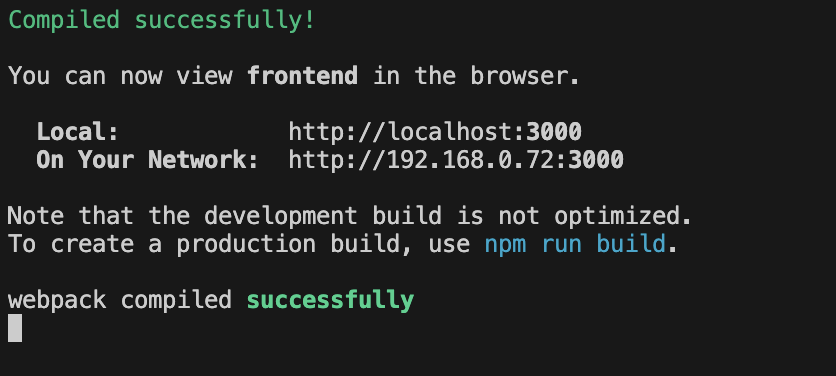 Compiled successfully!
You can now view frontend in the browser.
Local: http://localhost:3000
On Your Network: http://192.168.0.72:3000
Note that the development build is not optimized.
To create a production build, use npm run build.
webpack compiled successfully